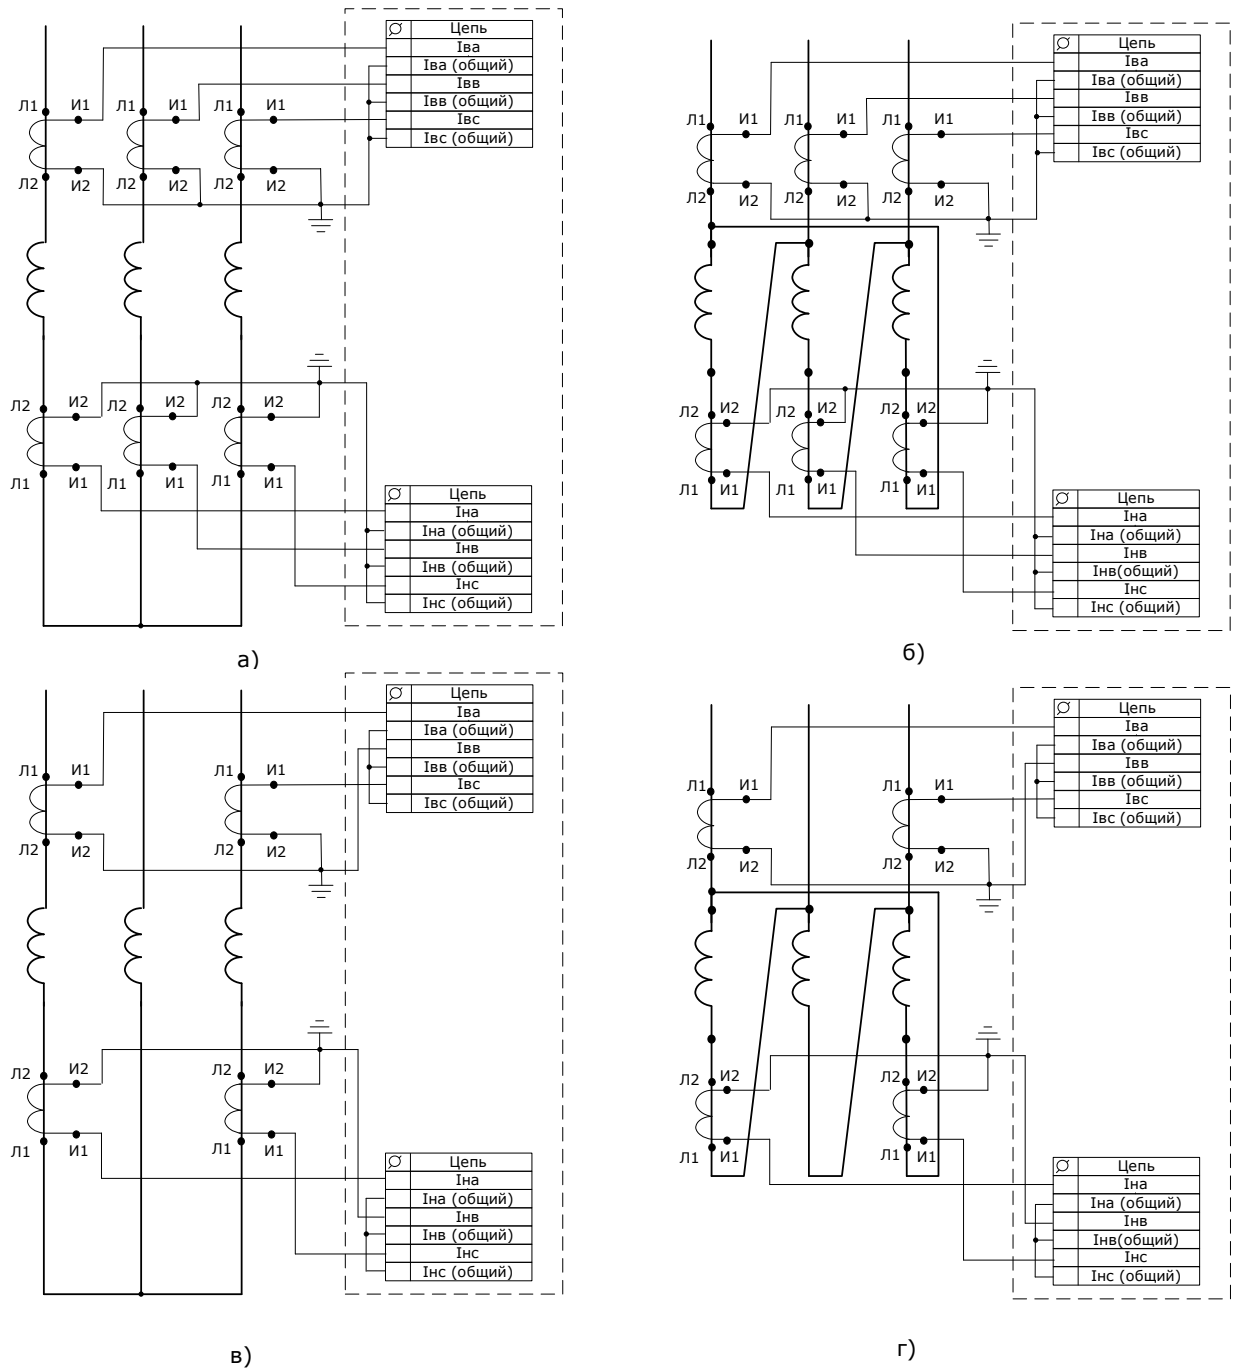 Цепь
Iва
Iва (общий)
Iвв
Iвв (общий)
Iвс
Iвс (общий)
Л1 И1 Л1 И1 Л1 И1
Л2 И2 Л2 И2 Л2 И2
Л2 И2 Л2 И2 Л2 И2
Л1 И1 Л1 И1 Л1 И1
Цепь
Iна
Iна (общий)
Iнв
Iнв (общий)
Iнс
Iнс (общий)
а)
Цепь
Iва
Iва (общий)
Iвв
Iвв (общий)
Iвс
Iвс (общий)
Л1 И1 Л1 И1 Л1 И1
Л2 И2 Л2 И2 Л2 И2
Л2 И2 Л2 И2 Л2 И2
Л1 И1 Л1 И1 Л1 И1
Цепь
Iна
Iна (общий)
Iнв
Iнв(общий)
Iнс
Iнс (общий)
б)
Цепь
Iва
Iва (общий)
Iвв
Iвв (общий)
Iвс
Iвс (общий)
Л1 И1 Л1 И1
Л2 И2 Л2 И2
Л2 И2 Л2 И2
Л1 И1 Л1 И1
Цепь
Iна
Iна (общий)
Iнв
Iнв (общий)
Iнс
Iнс (общий)
в)
Цепь
Iва
Iва (общий)
Iвв
Iвв (общий)
Iвс
Iвс (общий)
Л1 И1 Л1 И1
Л2 И2 Л2 И2
Л2 И2 Л2 И2
Л1 И1 Л1 И1
Цепь
Iна
Iна (общий)
Iнв
Iнв(общий)
Iнс
Iнс (общий)
г)